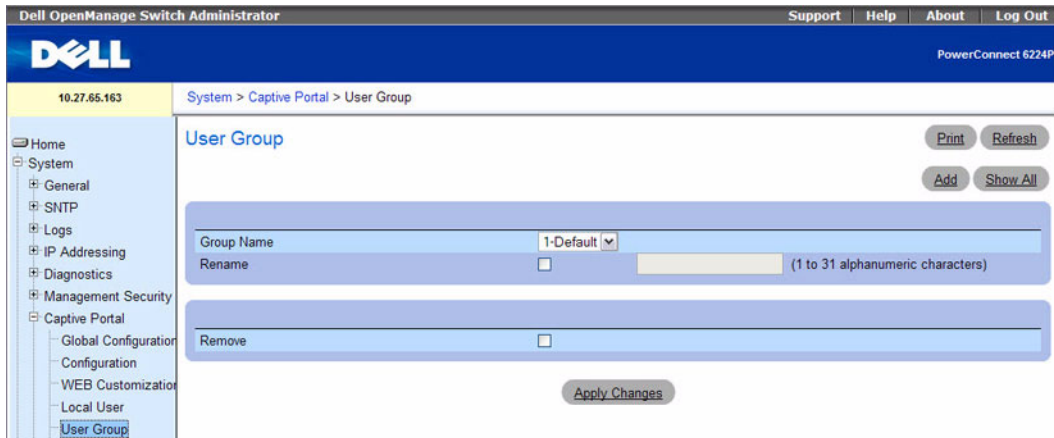 Dell OpenManage Switch Administrator
Support Help About Log Out
DELL
PowerConnect 6224P
10.27.65.163
System > Captive Portal > User Group
Home
System
General
SNTP
Logs
IP Addressing
Diagnostics
Management Security
Captive Portal
Global Configuration
Configuration
WEB Customization
Local User
User Group
User Group
Print Refresh
Add Show All
Group Name 1-Default
Rename (1 to 31 alphanumeric characters)
Remove
Apply Changes